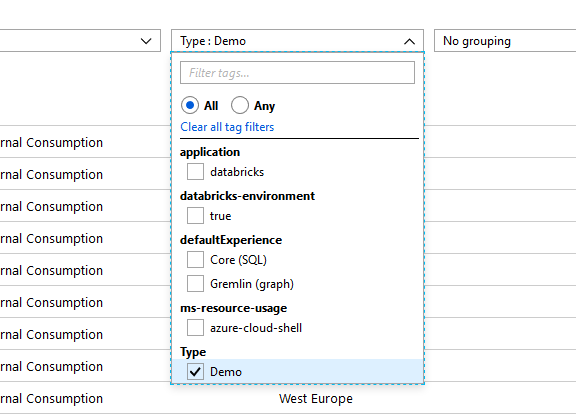 Type : Demo
No grouping
Filter tags...
All
Any
Clear all tag filters
application
databricks
databricks-environment
true
defaultExperience
Core (SQL)
Gremlin (graph)
ms-resource-usage
azure-cloud-shell
Type
Demo
rnal Consumption
rnal Consumption
rnal Consumption
rnal Consumption
rnal Consumption
rnal Consumption
rnal Consumption
rnal Consumption
rnal Consumption
West Europe